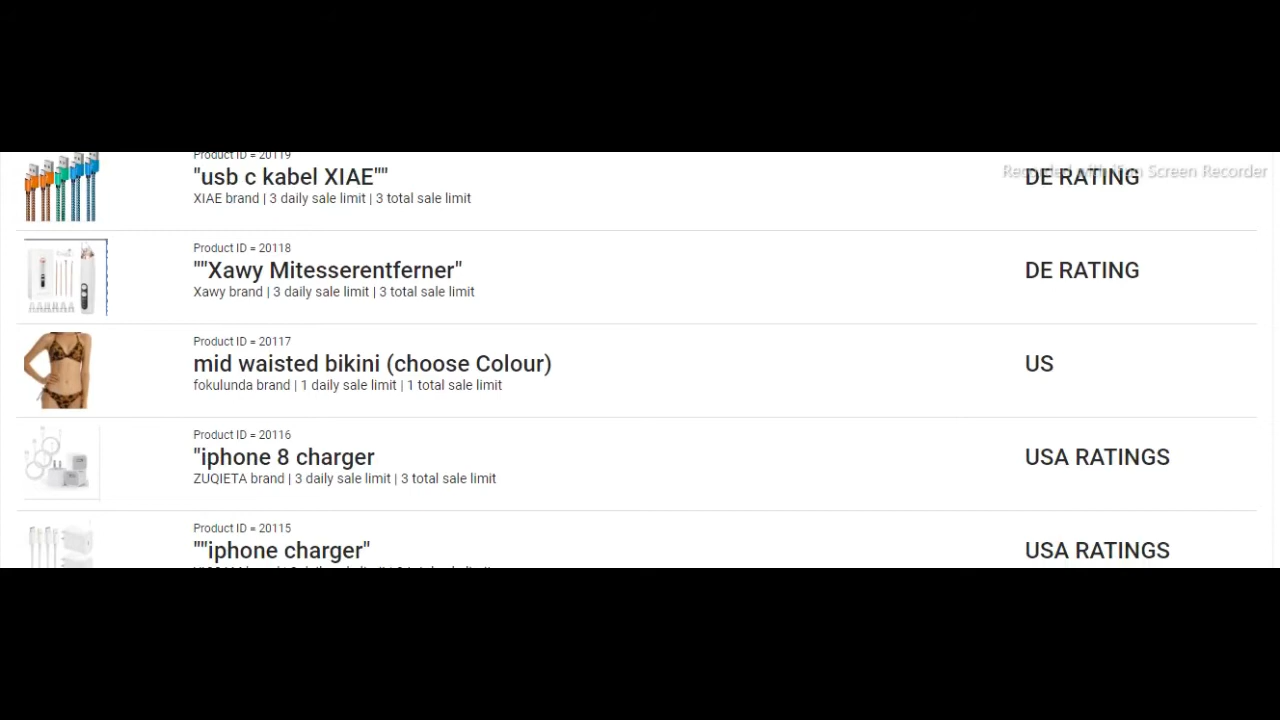 Product ID = 20119
"usb c kabel XIAE""
DE RATING
XIAE brand | 3 daily sale limit | 3 total sale limit
Product ID = 20118
""Xawy Mitesserentferner"
DE RATING
Xawy brand | 3 daily sale limit | 3 total sale limit
Product ID = 20117
mid waisted bikini (choose Colour)
US
fokulunda brand | 1 daily sale limit | 1 total sale limit
Product ID = 20116
"iphone 8 charger
USA RATINGS
ZUQIETA brand | 3 daily sale limit | 3 total sale limit
Product ID = 20115
""iphone charger"
USA RATINGS
Recorded with Screen Recorder